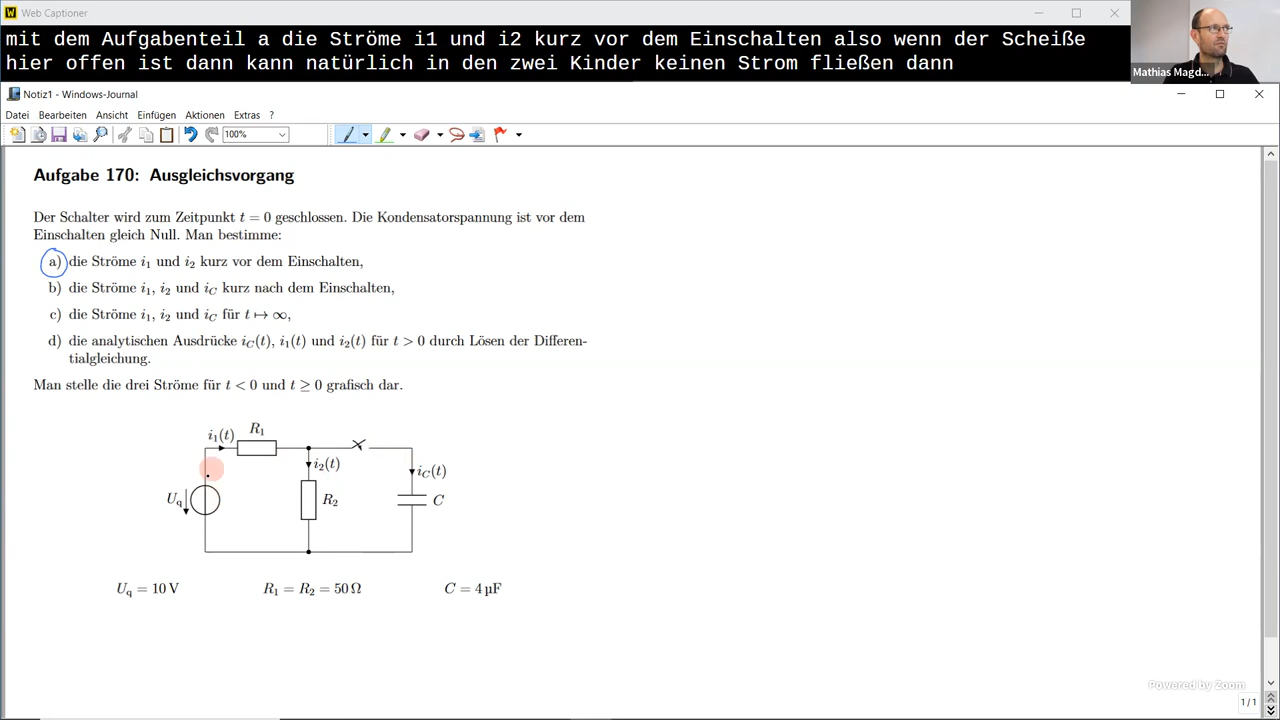 Web Captioner
mit dem Aufgabenteil a die Ströme i1 und i2 kurz vor dem Einschalten also wenn der Scheiße
hier offen ist dann kann natürlich in den zwei Kinder keinen Strom fließen dann
Mathias Magd...
Notiz1 - Windows-Journal
Datei Bearbeiten Ansicht Einfügen Aktionen Extras ?
100%
Aufgabe 170: Ausgleichsvorgang
Der Schalter wird zum Zeitpunkt t = 0 geschlossen. Die Kondensatorspannung ist vor dem
Einschalten gleich Null. Man bestimme:
a) die Ströme i₁ und i₂ kurz vor dem Einschalten,
b) die Ströme i₁, i₂ und i_C kurz nach dem Einschalten,
c) die Ströme i₁, i₂ und i_C für t ↦ ∞,
d) die analytischen Ausdrücke i_C(t), i₁(t) und i₂(t) für t > 0 durch Lösen der Differen-
tialgleichung.
Man stelle die drei Ströme für t < 0 und t ≥ 0 grafisch dar.
i₁(t) R₁
i₂(t) i_C(t)
U_q R₂ C
U_q = 10 V R₁ = R₂ = 50 Ω C = 4 µF
Powered by Zoom
1 / 1